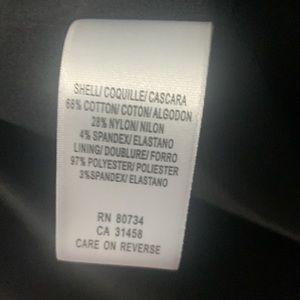 SHELL/ COQUILLE/ CASCARA
68% COTTON/ COTON/ ALGODON
28% NYLON/ NILON
4% SPANDEX/ ELASTANO
LINING/ DOUBLURE/ FORRO
97% POLYESTER/ POLIESTER
3%SPANDEX/ ELASTANO
RN 80734
CA 31458
CARE ON REVERSE